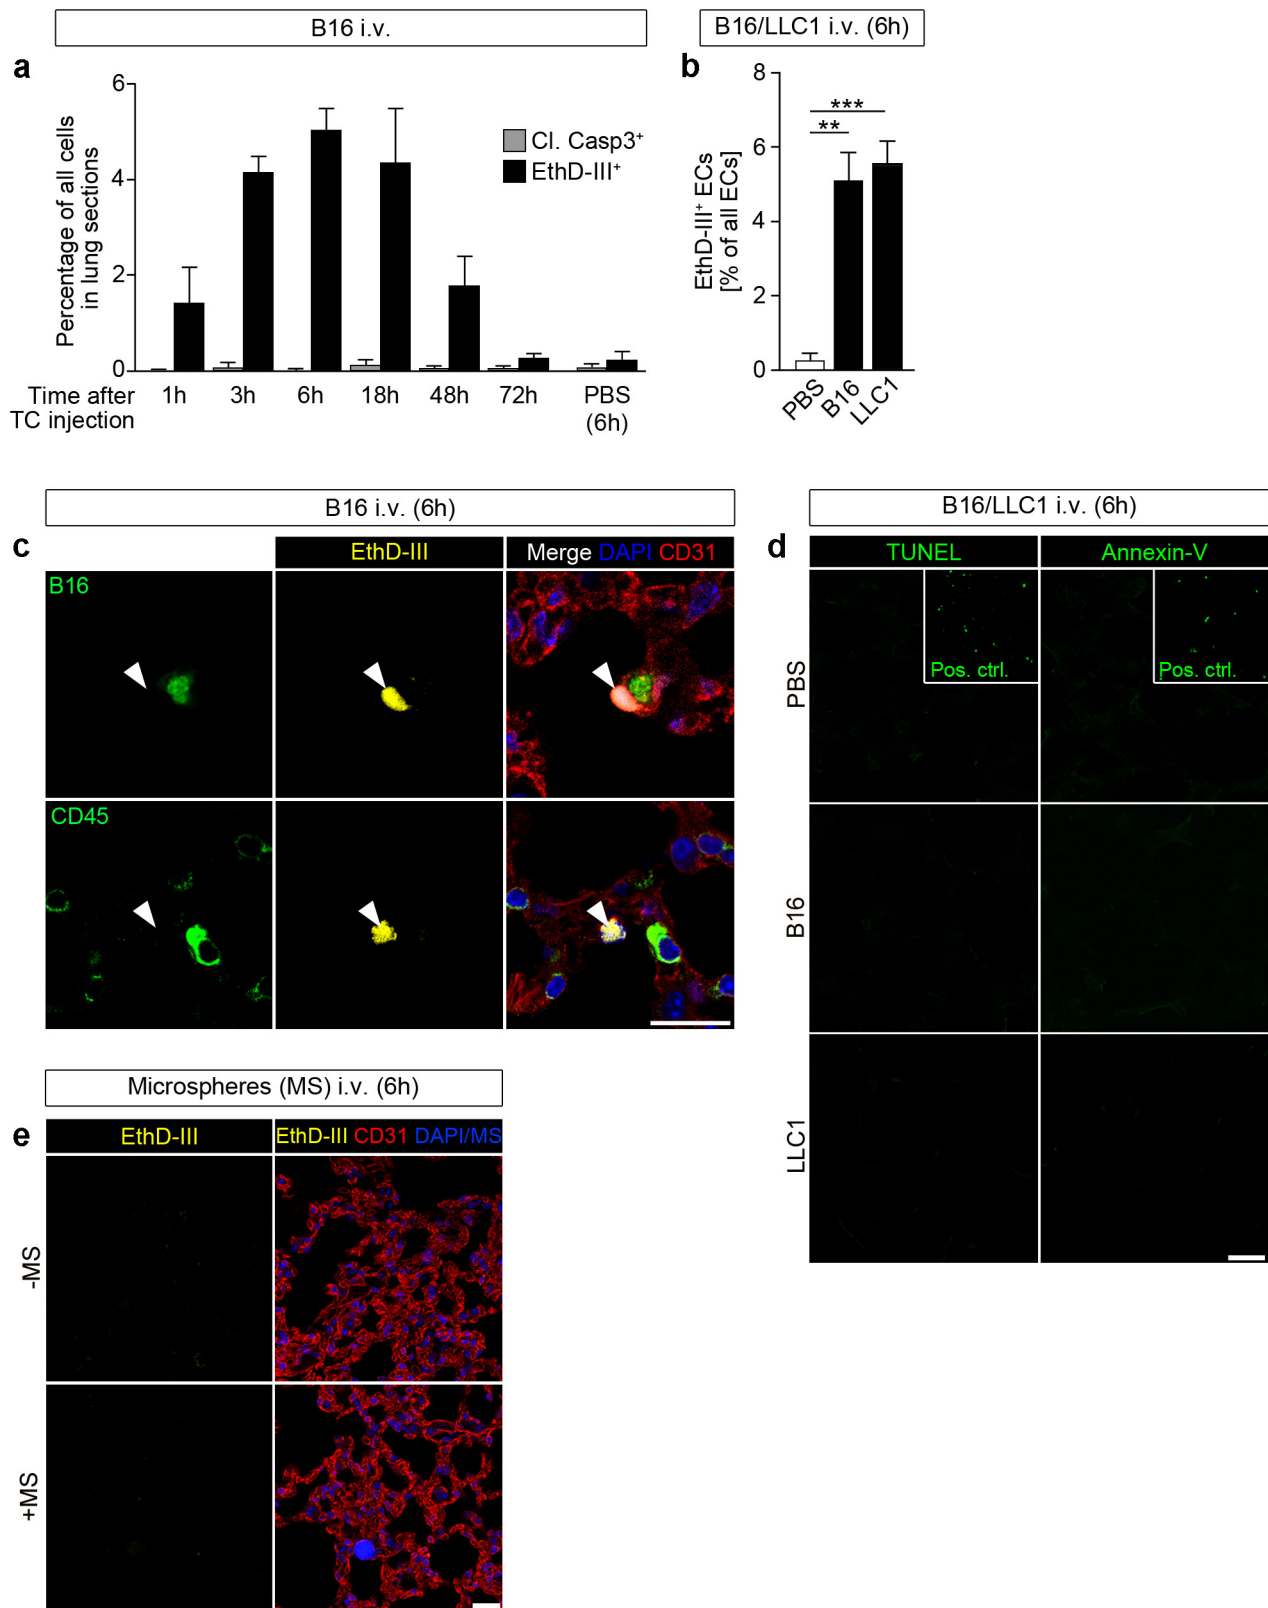 B16 i.v.
B16/LLC1 i.v. (6h)
a
Percentage of all cells
in lung sections
6
4
2
0
Cl. Casp3⁺
EthD-III⁺
Time after
TC injection
1h
3h
6h
18h
48h
72h
PBS
(6h)
b
EthD-III⁺ ECs
[% of all ECs]
8
6
4
2
0
***
**
PBS
B16
LLC1
B16 i.v. (6h)
c
EthD-III
Merge DAPI CD31
B16
CD45
B16/LLC1 i.v. (6h)
d
TUNEL
Annexin-V
Pos. ctrl.
Pos. ctrl.
PBS
B16
LLC1
Microspheres (MS) i.v. (6h)
e
EthD-III
EthD-III CD31 DAPI/MS
-MS
+MS